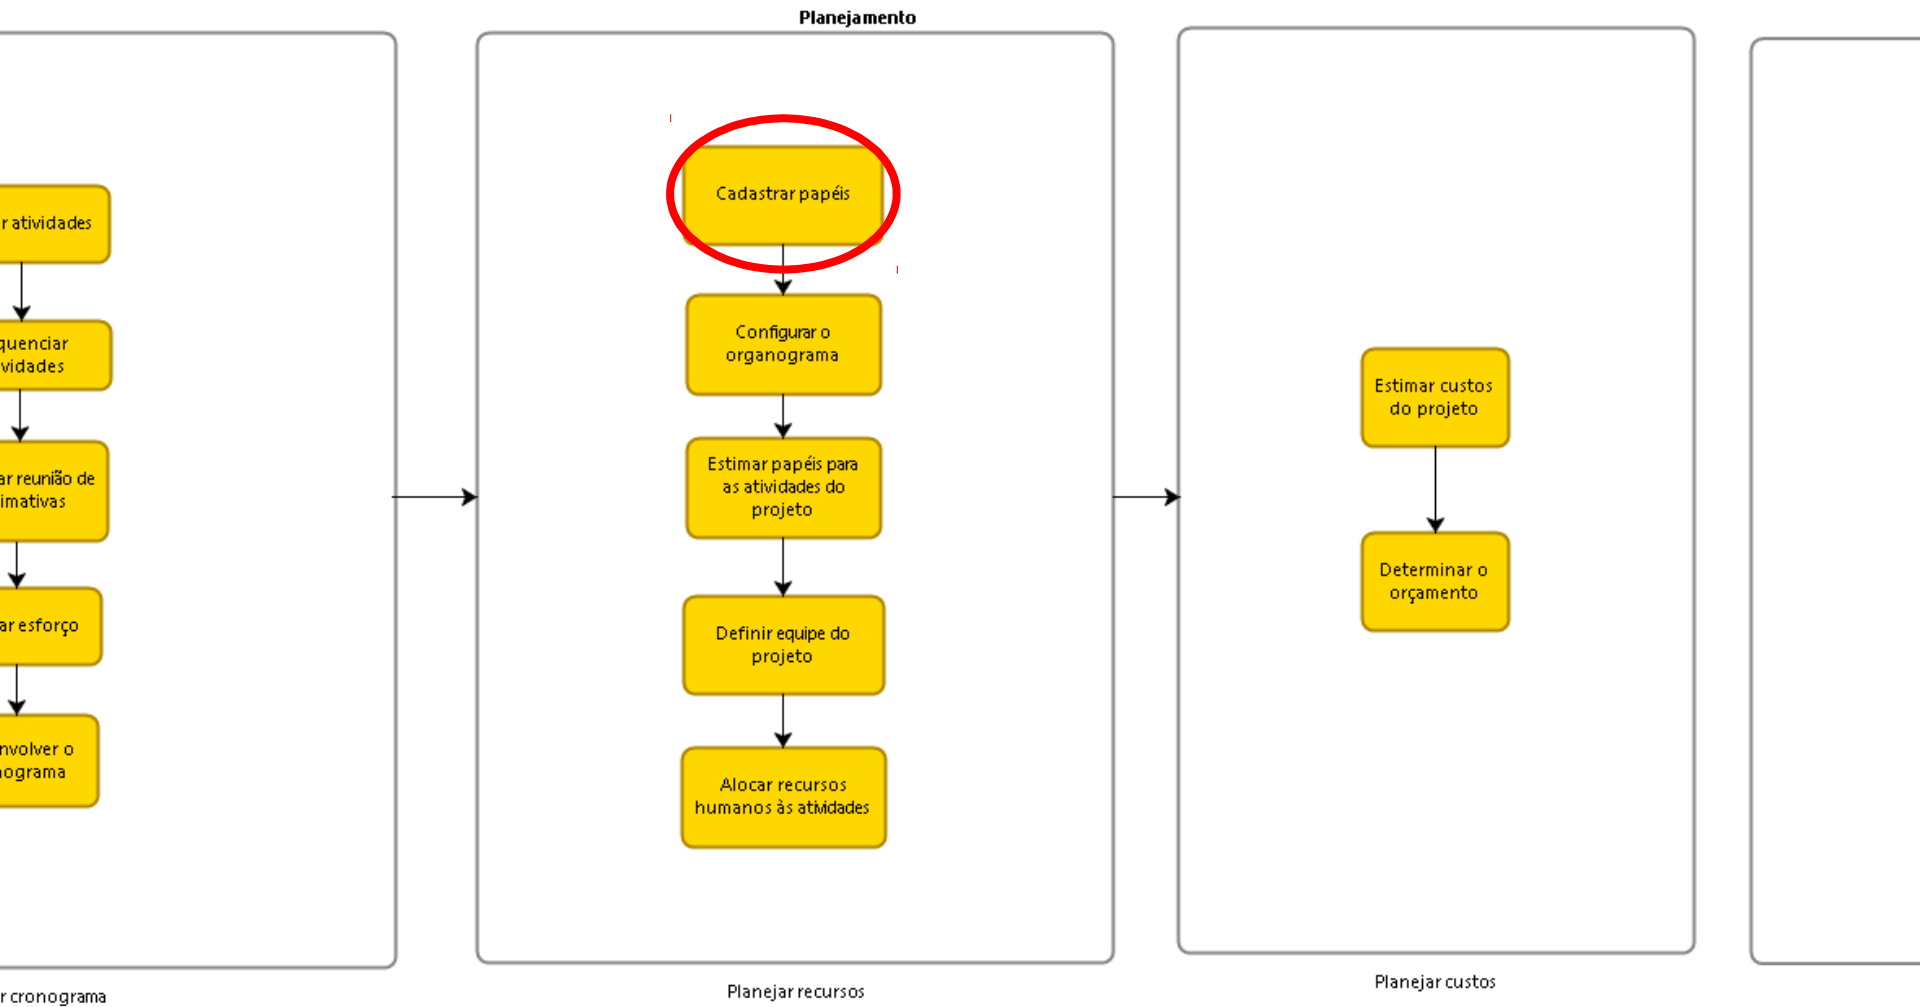 Planejamento
r atividades
quenciar
vidades
ar reunião de
imativas
ar esforço
nvolver o
ograma
r cronograma
Cadastrar papéis
Configurar o
organograma
Estimar papéis para
as atividades do
projeto
Definir equipe do
projeto
Alocar recursos
humanos às atividades
Planejar recursos
Estimar custos
do projeto
Determinar o
orçamento
Planejar custos